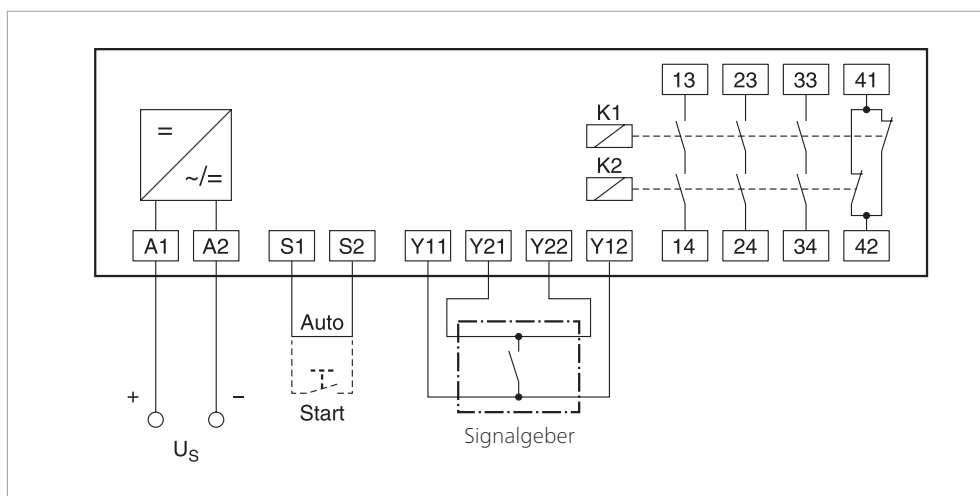 13 23 33 41
K1
=
~/=
K2
A1 A2 S1 S2 Y11 Y21 Y22 Y12 14 24 34 42
Auto
+ −
Start
Signalgeber
US